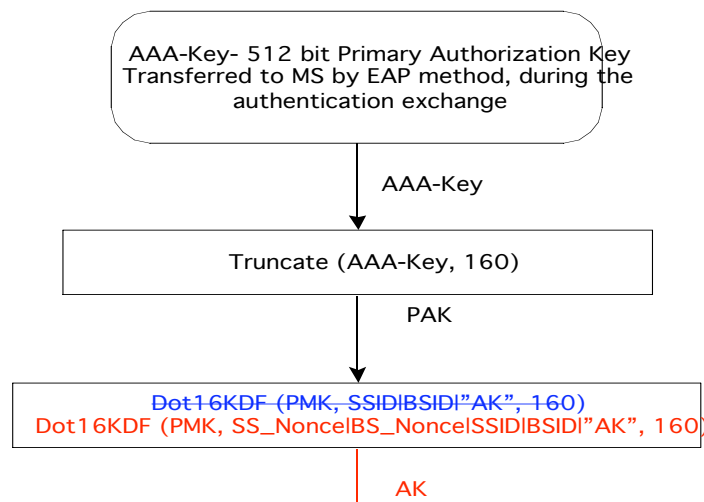 AAA-Key- 512 bit Primary Authorization Key
Transferred to MS by EAP method, during the
authentication exchange
AAA-Key
Truncate (AAA-Key, 160)
PAK
Dot16KDF (PMK, SSID|BSID|”AK”, 160)
Dot16KDF (PMK, SS_Nonce|BS_Nonce|SSID|BSID|”AK”, 160)
AK